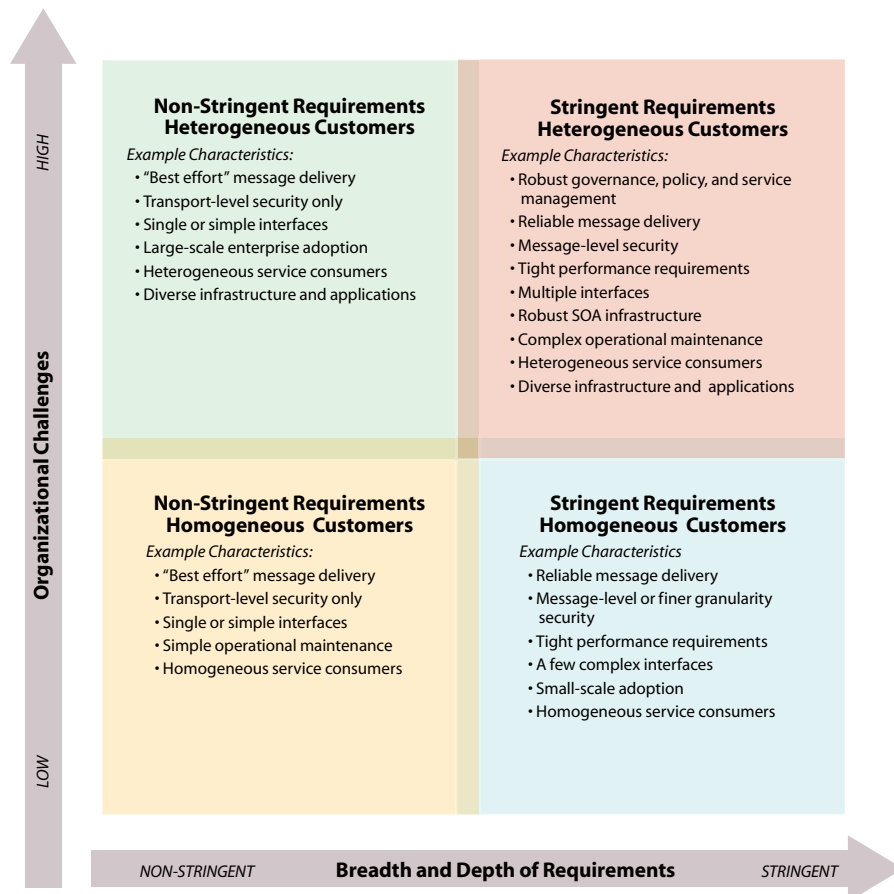 Non-Stringent Requirements
Heterogeneous Customers
Example Characteristics:
• “Best effort” message delivery
• Transport-level security only
• Single or simple interfaces
• Large-scale enterprise adoption
• Heterogeneous service consumers
• Diverse infrastructure and applications
Stringent Requirements
Heterogeneous Customers
Example Characteristics:
• Robust governance, policy, and service
management
• Reliable message delivery
• Message-level security
• Tight performance requirements
• Multiple interfaces
• Robust SOA infrastructure
• Complex operational maintenance
• Heterogeneous service consumers
• Diverse infrastructure and applications
Non-Stringent Requirements
Homogeneous Customers
Example Characteristics:
• “Best effort” message delivery
• Transport-level security only
• Single or simple interfaces
• Simple operational maintenance
• Homogeneous service consumers
Stringent Requirements
Homogeneous Customers
Example Characteristics
• Reliable message delivery
• Message-level or finer granularity
security
• Tight performance requirements
• A few complex interfaces
• Small-scale adoption
• Homogeneous service consumers
HIGH
Organizational Challenges
LOW
NON-STRINGENT
Breadth and Depth of Requirements
STRINGENT